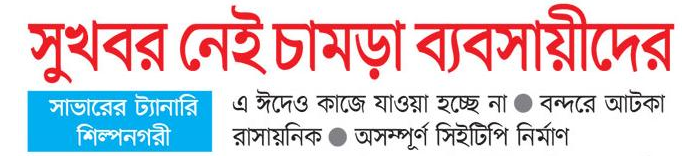 সুখবর নেই চামড়া ব্যবসায়ীদের
সাভারের ট্যানারি
শিল্পনগরী
এ ঈদেও কাজে যাওয়া হচ্ছে না ● বন্দরে আটকা
রাসায়নিক ● অসম্পূর্ণ সিইটিপি নির্মাণ